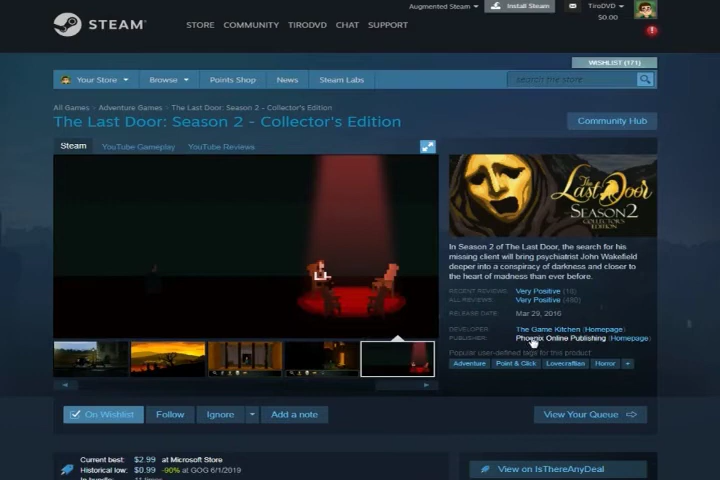 Augmented Steam
Install Steam
TiroDVD
$0.00
STEAM
STORE COMMUNITY TIRODVD CHAT SUPPORT
WISHLIST (171)
Your Store Browse Points Shop News Steam Labs search the store
All Games > Adventure Games > The Last Door: Season 2 - Collector's Edition
The Last Door: Season 2 - Collector's Edition
Community Hub
Steam YouTube Gameplay YouTube Reviews
The Last Door
SEASON 2
COLLECTOR'S EDITION
In Season 2 of The Last Door, the search for his
missing client will bring psychiatrist John Wakefield
deeper into a conspiracy of darkness and closer to
the heart of madness than ever before.
RECENT REVIEWS: Very Positive (18)
ALL REVIEWS: Very Positive (480)
RELEASE DATE: Mar 29, 2016
DEVELOPER: The Game Kitchen (Homepage)
PUBLISHER: Phoenix Online Publishing (Homepage)
Popular user-defined tags for this product:
Adventure Point & Click Lovecraftian Horror +
On Wishlist Follow Ignore Add a note View Your Queue
Current best: $2.99 at Microsoft Store
Historical low: $0.99 -90% at GOG 6/1/2019
View on IsThereAnyDeal